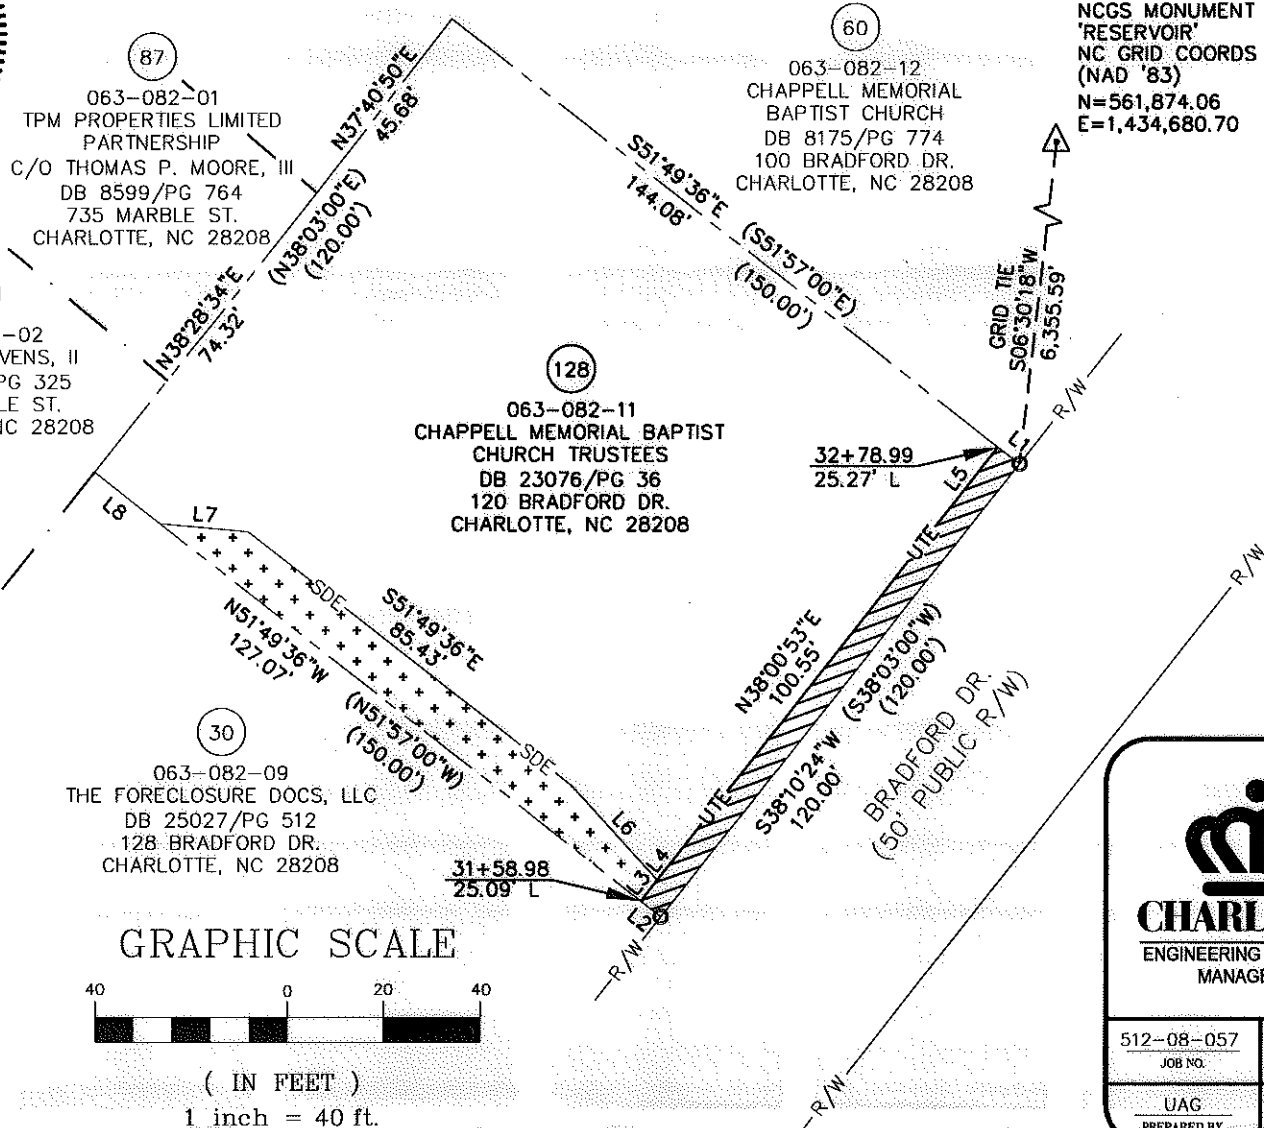 87
063-082-01
TPM PROPERTIES LIMITED
PARTNERSHIP
C/O THOMAS P. MOORE, III
DB 8599/PG 764
735 MARBLE ST.
CHARLOTTE, NC 28208
N37°40'50"E
45.68'
(N38°03'00"E)
(120.00')
N38°28'34"E
74.32'
60
063-082-12
CHAPPELL MEMORIAL
BAPTIST CHURCH
DB 8175/PG 774
100 BRADFORD DR.
CHARLOTTE, NC 28208
NCGS MONUMENT
'RESERVOIR'
NC GRID COORDS
(NAD '83)
N=561,874.06
E=1,434,680.70
S51°49'36"E
144.08'
(S51°57'00"E)
(150.00')
GRID TIE
S06°30'18"W
6,355.59'
-02
VENS, II
PG 325
LE ST.
NC 28208
128
063-082-11
CHAPPELL MEMORIAL BAPTIST
CHURCH TRUSTEES
DB 23076/PG 36
120 BRADFORD DR.
CHARLOTTE, NC 28208
32+78.99
25.27' L
L1
R/W
L5
UTE
R/W
L8
L7
SDE
S51°49'36"E
85.43'
N51°49'36"W
127.07'
(N51°57'00"W)
(150.00')
SDE
N38°00'53"E
100.55'
(S38°03'00"W)
(120.00')
S38°10'24"W
120.00'
UTE
BRADFORD DR.
(50' PUBLIC R/W)
L6
L3
L4
L2
R/W
R/W
30
063-082-09
THE FORECLOSURE DOCS, LLC
DB 25027/PG 512
128 BRADFORD DR.
CHARLOTTE, NC 28208
31+58.98
25.09' L
GRAPHIC SCALE
40 0 20 40
( IN FEET )
1 inch = 40 ft.
CHARL
ENGINEERING
MANAGE
512-08-057
JOB NO.
UAG
PREPARED BY